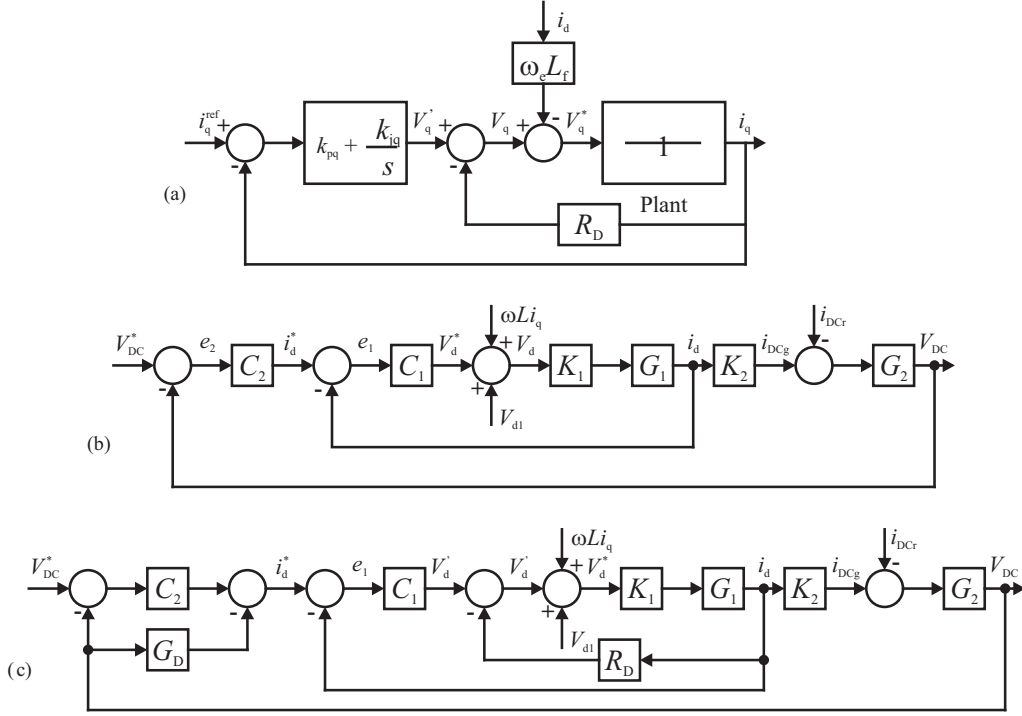 i_d
ω_e L_f
i_q^ref + - k_pq + k_iq/s V_q' + - V_q + - V_q^* 1 i_q
(a)
Plant
R_D
ωLi_q
i_DCr
V_DC^* - e_2 C_2 i_d^* - e_1 C_1 V_d^* + + V_d K_1 G_1 i_d K_2 i_DCg - G_2 V_DC
V_d1
(b)
ωLi_q
i_DCr
V_DC^* - C_2 - i_d^* - e_1 C_1 V_d' - V_d' + + V_d^* K_1 G_1 i_d K_2 i_DCg - G_2 V_DC
V_d1
G_D
R_D
(c)